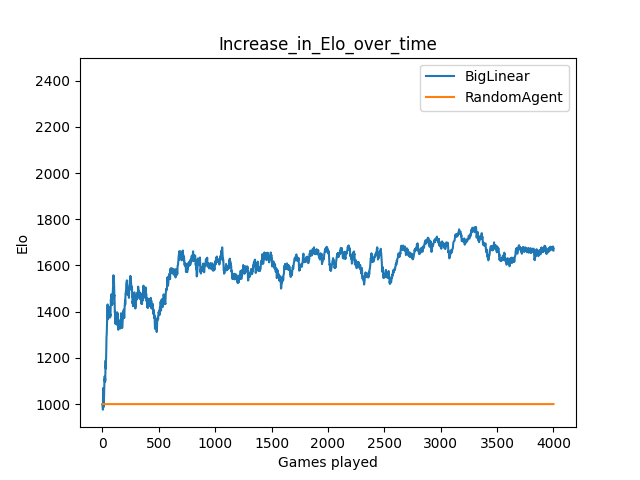 Increase_in_Elo_over_time
BigLinear
RandomAgent
2400
2200
2000
1800
1600
1400
1200
1000
Elo
0 500 1000 1500 2000 2500 3000 3500 4000
Games played